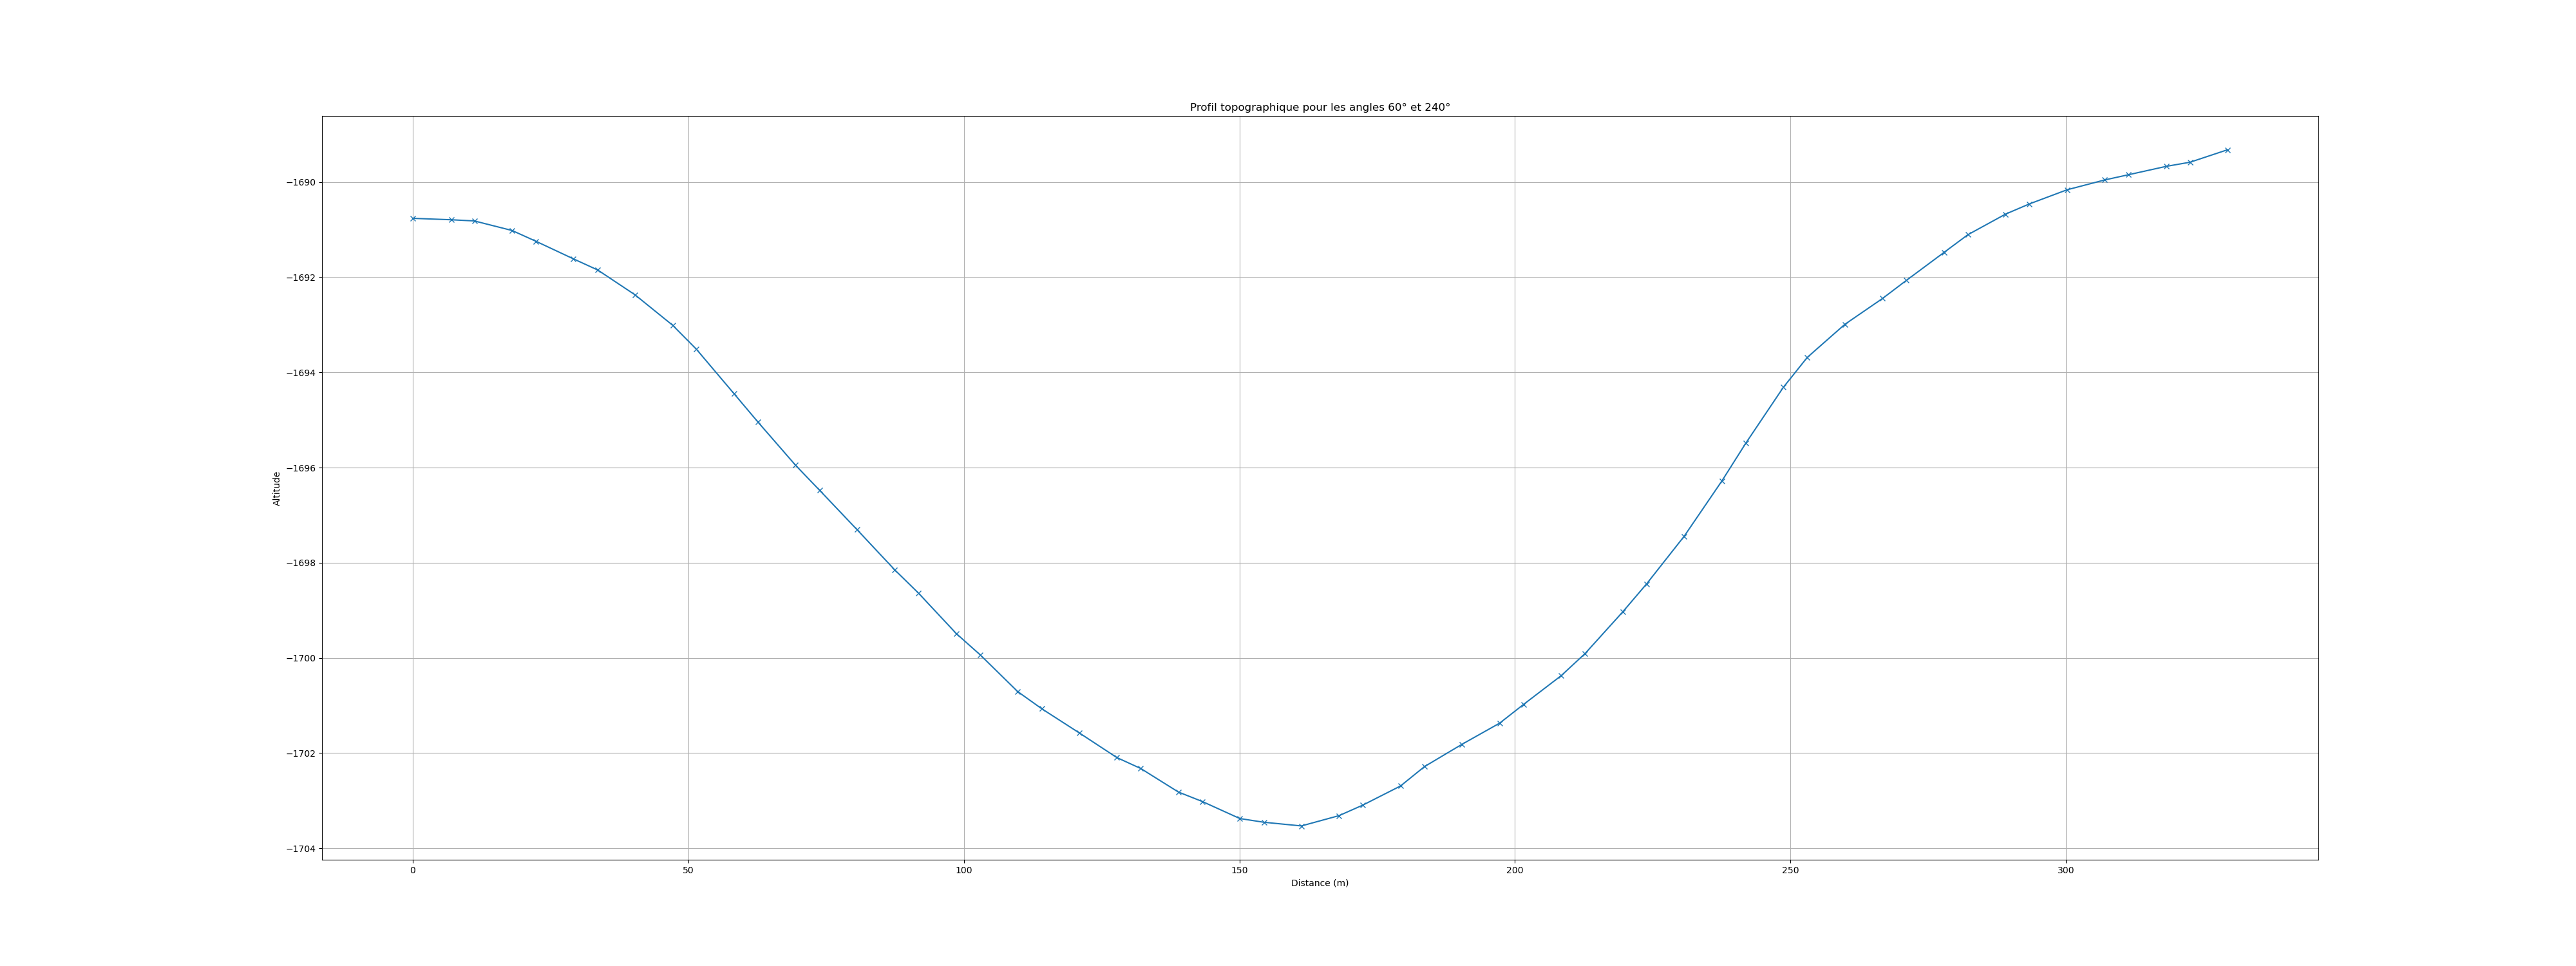 Profil topographique pour les angles 60° et 240°
Altitude
−1690
−1692
−1694
−1696
−1698
−1700
−1702
−1704
0 50 100 150 200 250 300
Distance (m)